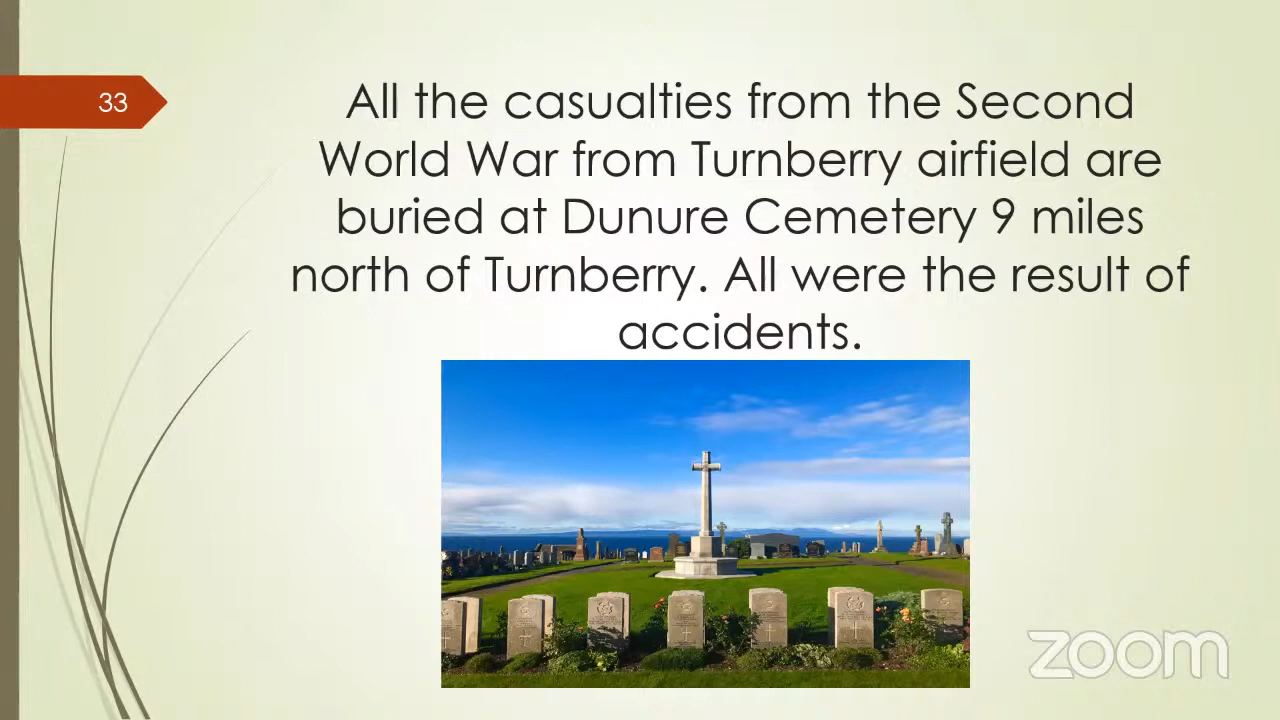 33
All the casualties from the Second
World War from Turnberry airfield are
buried at Dunure Cemetery 9 miles
north of Turnberry. All were the result of
accidents.
zoom